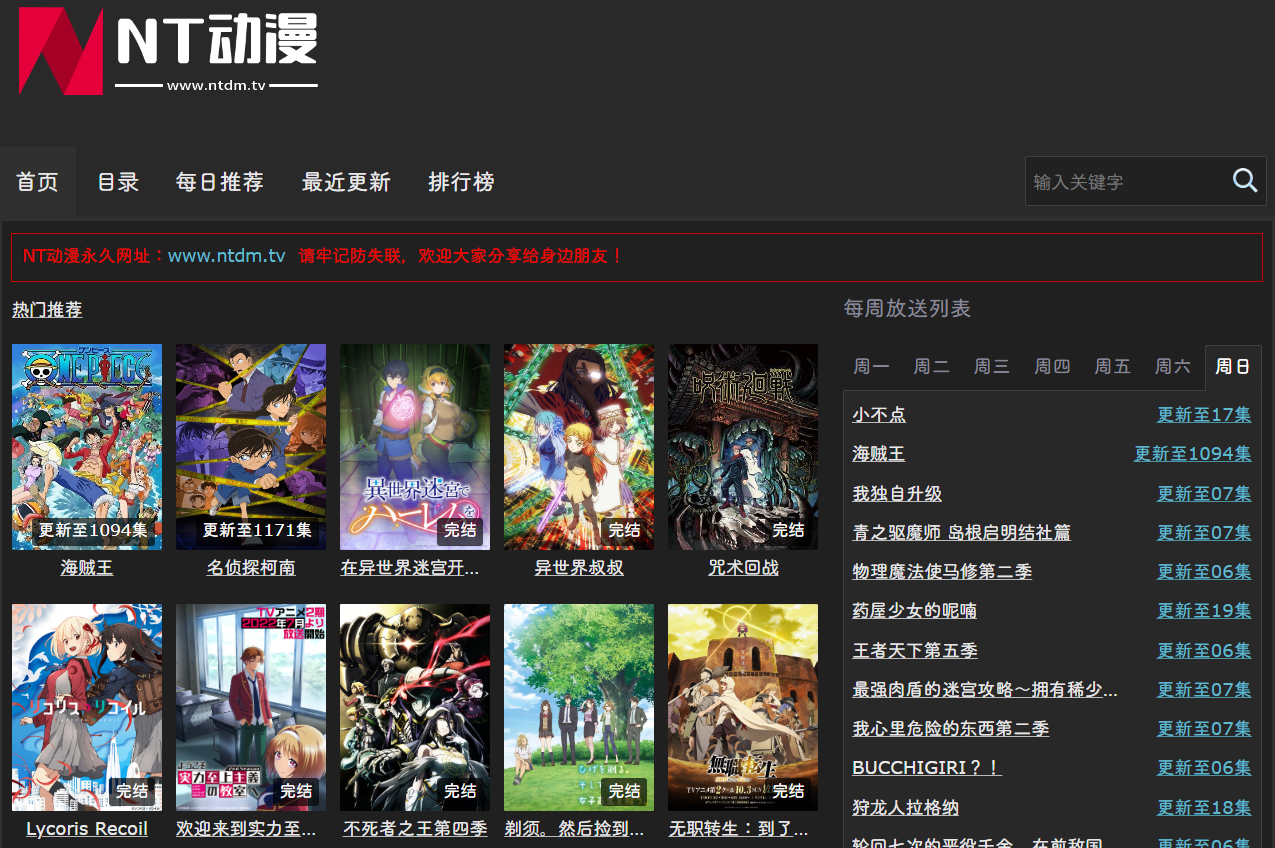 NT动漫
www.ntdm.tv
首页 目录 每日推荐 最近更新 排行榜 输入关键字
NT动漫永久网址：www.ntdm.tv 请牢记防失联，欢迎大家分享给身边朋友！
热门推荐
ONE PIECE
更新至1094集
海贼王
更新至1171集
名侦探柯南
異世界迷宮で
ハーレムを
完结
在异世界迷宫开...
完结
异世界叔叔
呪術廻戦
完结
咒术回战
リコリス・リコイル
完结
Lycoris Recoil
TVアニメ2期
2022年7月より
放送開始
ようこそ
実力至上主義
の教室へ
完结
欢迎来到实力至...
完结
不死者之王第四季
ひげを剃る。
完结
剃须。然后捡到...
無職転生
TVアニメ第2クール 10.3
完结
无职转生：到了...
每周放送列表
周一 周二 周三 周四 周五 周六 周日
小不点 更新至17集
海贼王 更新至1094集
我独自升级 更新至07集
青之驱魔师 岛根启明结社篇 更新至07集
物理魔法使马修第二季 更新至06集
药屋少女的呢喃 更新至19集
王者天下第五季 更新至06集
最强肉盾的迷宫攻略～拥有稀少... 更新至07集
我心里危险的东西第二季 更新至07集
BUCCHIGIRI？！ 更新至06集
狩龙人拉格纳 更新至18集
轮回七次的恶役千金，在前敌国 更新至06集